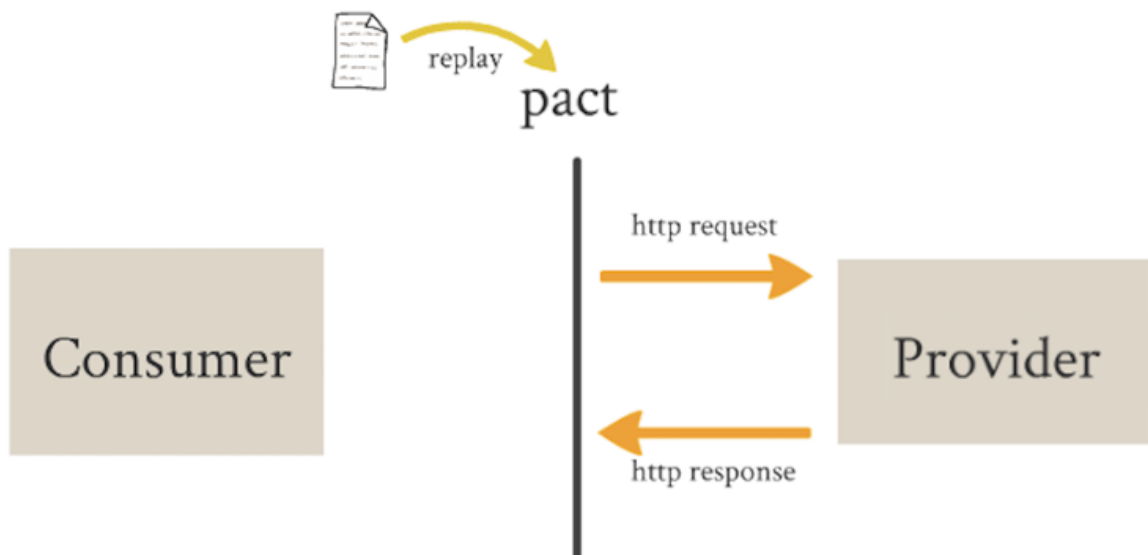 replay
pact
http request
Consumer
Provider
http response